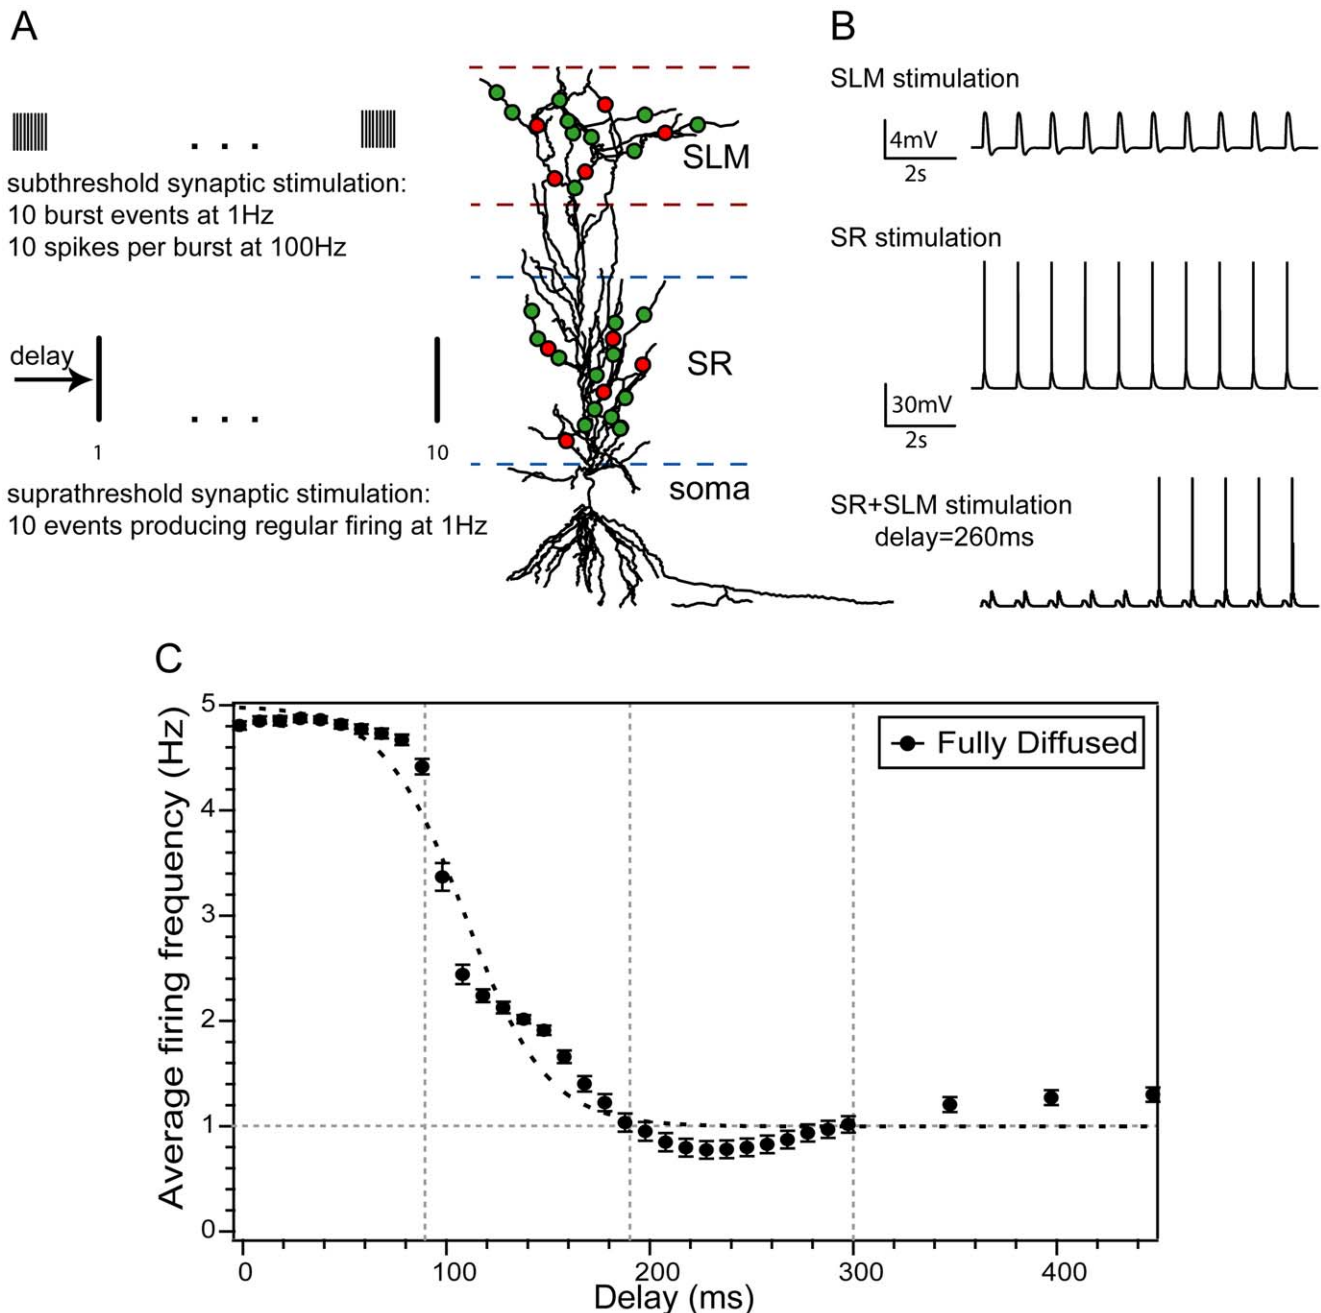 A
B
subthreshold synaptic stimulation:
10 burst events at 1Hz
10 spikes per burst at 100Hz
delay
1
10
suprathreshold synaptic stimulation:
10 events producing regular firing at 1Hz
SLM
SR
soma
SLM stimulation
4mV
2s
SR stimulation
30mV
2s
SR+SLM stimulation
delay=260ms
C
Average firing frequency (Hz)
5
4
3
2
1
0
Fully Diffused
0
100
200
300
400
Delay (ms)